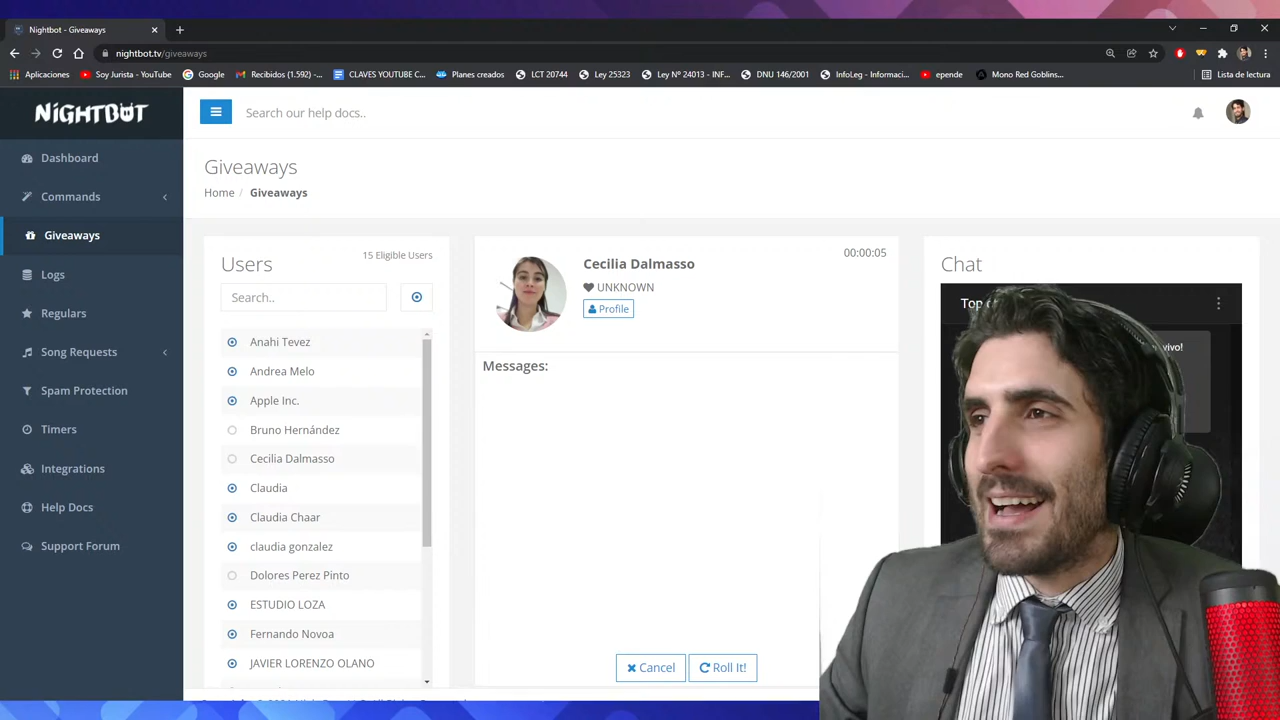 Nightbot - Giveaways
nightbot.tv/giveaways
Aplicaciones
Soy Jurista - YouTube
Google
Recibidos (1.592) -...
CLAVES YOUTUBE C...
Planes creados
LCT 20744
Ley 25323
Ley Nº 24013 - INF...
DNU 146/2001
InfoLeg - Informaci...
epende
Mono Red Goblins...
Lista de lectura
NIGHTBOT
Search our help docs..
Dashboard
Commands
Giveaways
Logs
Regulars
Song Requests
Spam Protection
Timers
Integrations
Help Docs
Support Forum
Giveaways
Home / Giveaways
Users
15 Eligible Users
Search..
Anahi Tevez
Andrea Melo
Apple Inc.
Bruno Hernández
Cecilia Dalmasso
Claudia
Claudia Chaar
claudia gonzalez
Dolores Perez Pinto
ESTUDIO LOZA
Fernando Novoa
JAVIER LORENZO OLANO
Cecilia Dalmasso
00:00:05
UNKNOWN
Profile
Messages:
Cancel
Roll It!
Chat
Top
vivo!